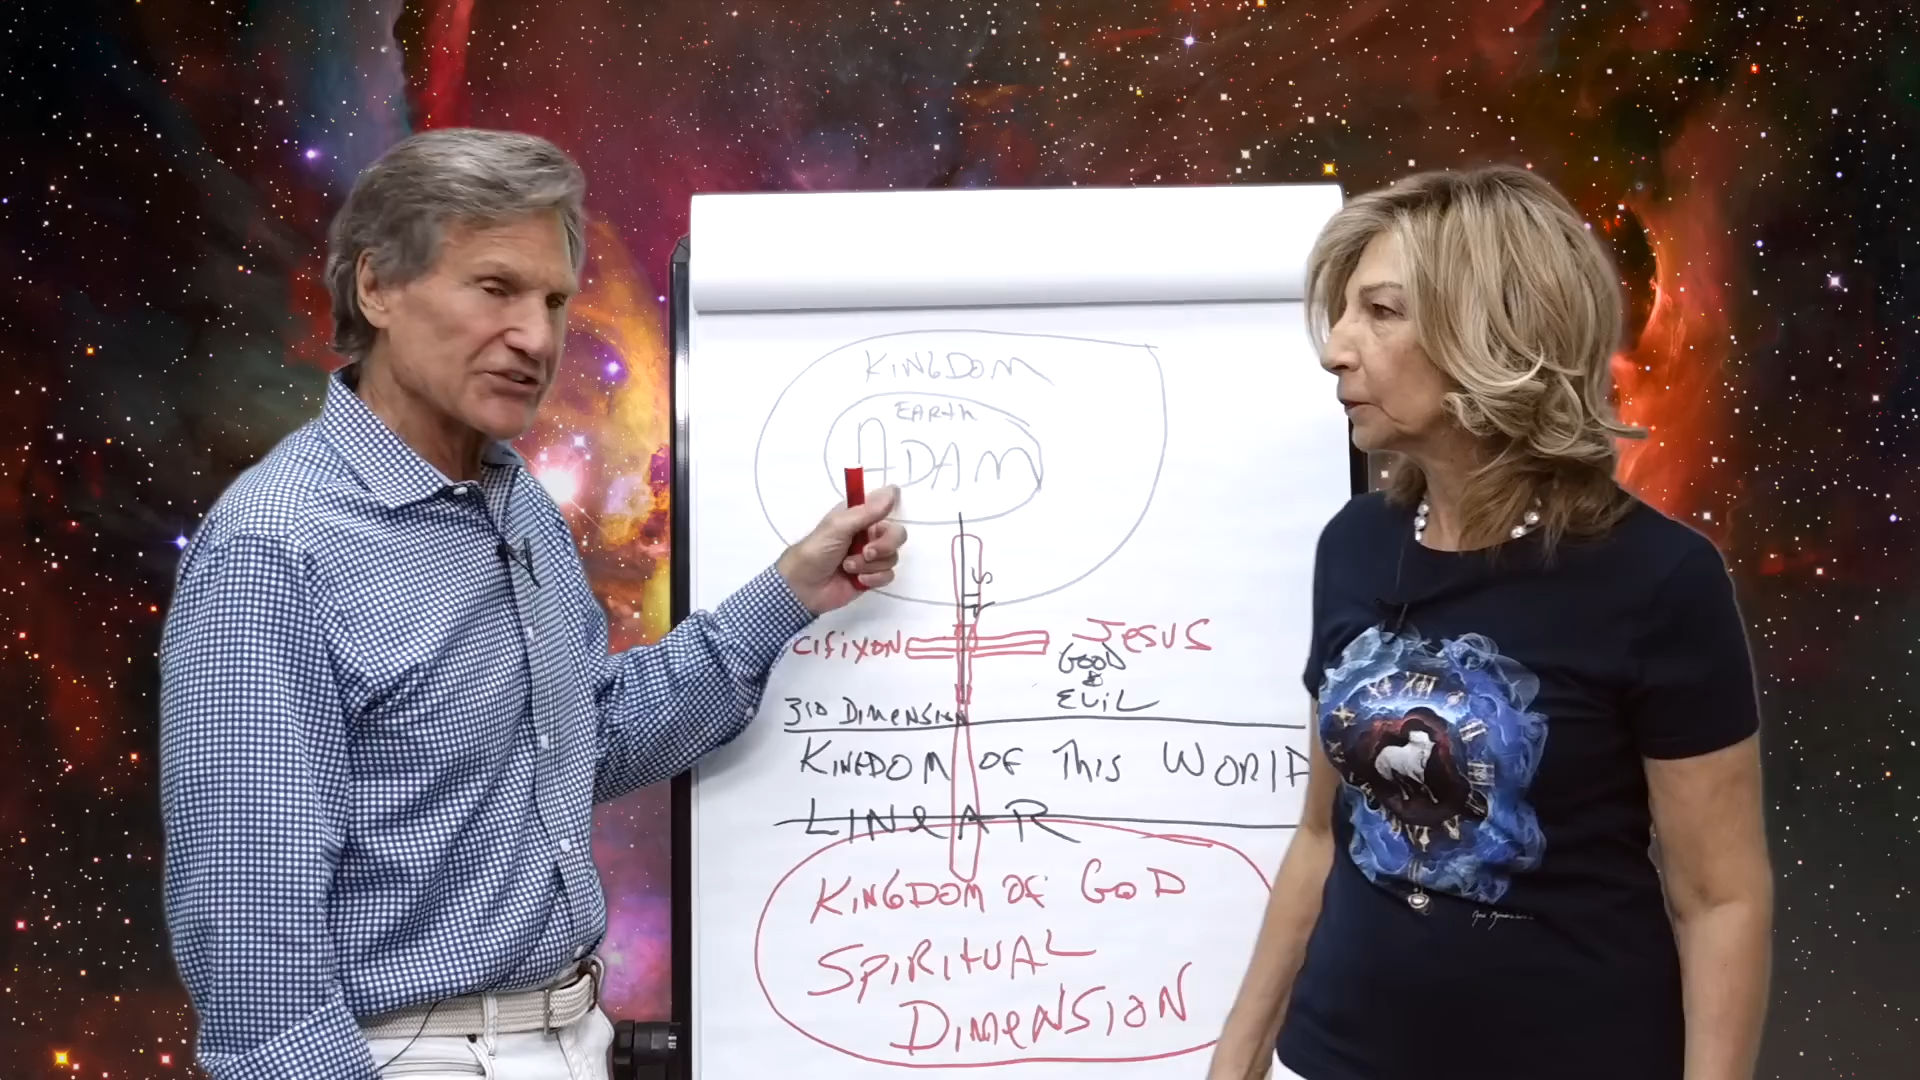 KINGDOM
EARth
ADAM
SIN
CIFIXON
JESUS
GOOD
&
EVIL
3rD DIMENSION
KINGDOM OF THIS WORLD
LINEAR
KINGDOM OF GOD
SPIRITUAL
DIMENSION